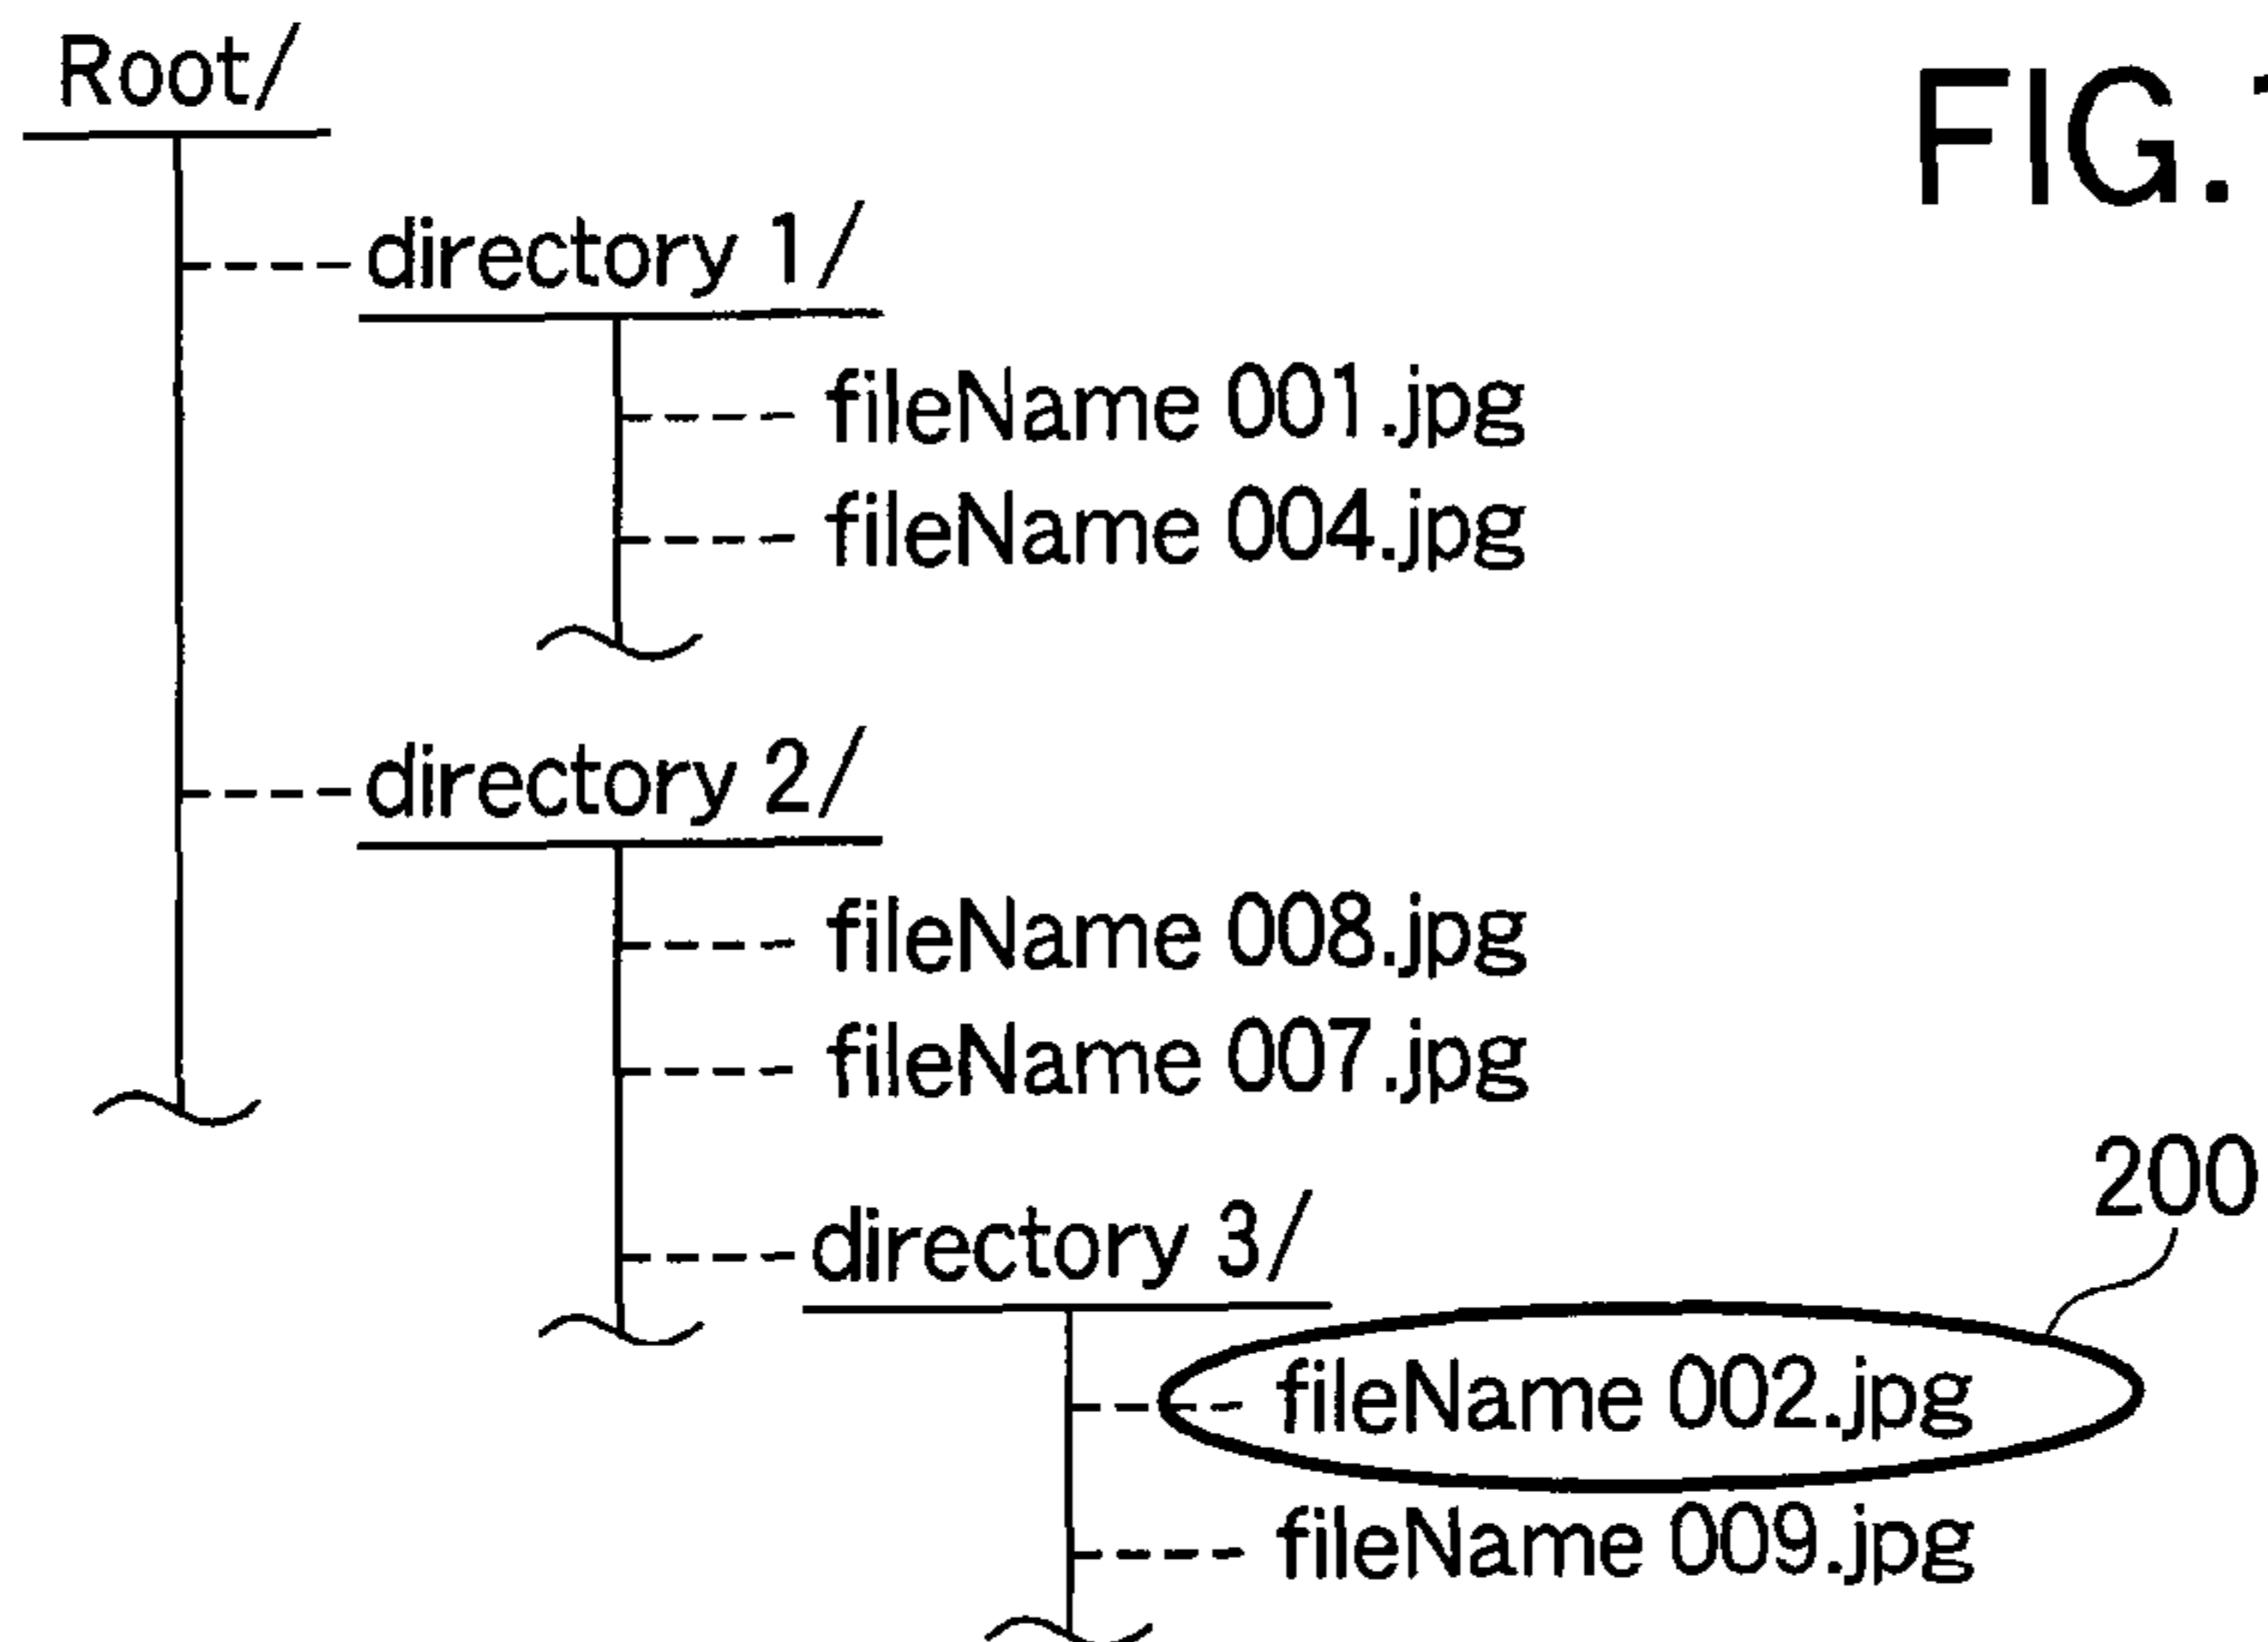 Root/
FIG.
directory 1/
fileName 001.jpg
fileName 004.jpg
directory 2/
fileName 008.jpg
fileName 007.jpg
200
directory 3/
fileName 002.jpg
fileName 009.jpg